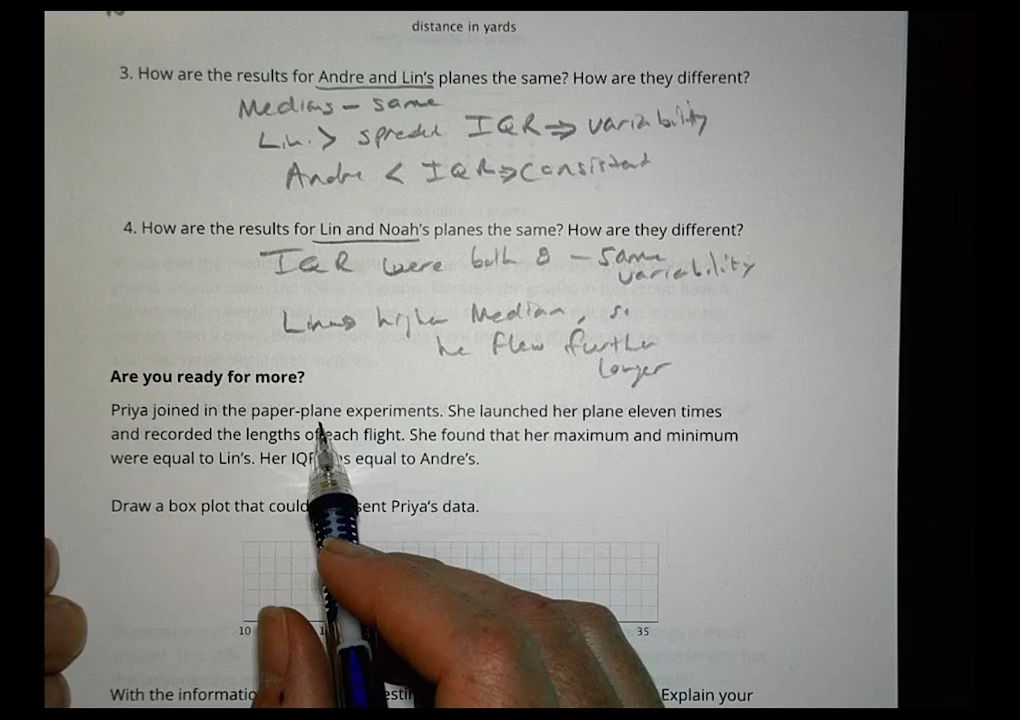 distance in yards
3. How are the results for Andre and Lin's planes the same? How are they different?
Medians - same
Lin > spread IQR ⇒ variability
Andre < IQR ⇒ consistent
4. How are the results for Lin and Noah's planes the same? How are they different?
IQR were both 8 - same
variability
higher Median, so
he flew further
longer
Are you ready for more?
Priya joined in the paper-plane experiments. She launched her plane eleven times
and recorded the lengths of each flight. She found that her maximum and minimum
were equal to Lin's. Her equal to Andre's.
Draw a box plot that could Priya's data.
10 35
With the Explain your